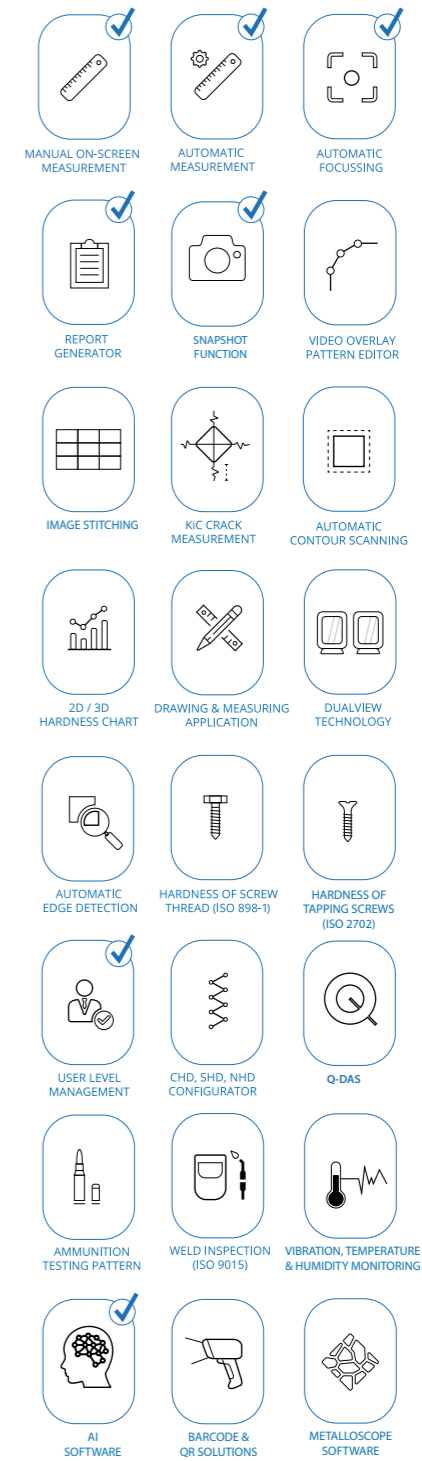 MANUAL ON-SCREEN
MEASUREMENT
AUTOMATIC
MEASUREMENT
AUTOMATIC
FOCUSSING
REPORT
GENERATOR
SNAPSHOT
FUNCTION
VIDEO OVERLAY
PATTERN EDITOR
IMAGE STITCHING
KiC CRACK
MEASUREMENT
AUTOMATIC
CONTOUR SCANNING
2D / 3D
HARDNESS CHART
DRAWING & MEASURING
APPLICATION
DUALVIEW
TECHNOLOGY
AUTOMATIC
EDGE DETECTION
HARDNESS OF SCREW
THREAD (ISO 898-1)
HARDNESS OF
TAPPING SCREWS
(ISO 2702)
USER LEVEL
MANAGEMENT
CHD, SHD, NHD
CONFIGURATOR
Q-DAS
AMMUNITION
TESTING PATTERN
WELD INSPECTION
(ISO 9015)
VIBRATION, TEMPERATURE
& HUMIDITY MONITORING
AI
SOFTWARE
BARCODE &
QR SOLUTIONS
METALLOSCOPE
SOFTWARE